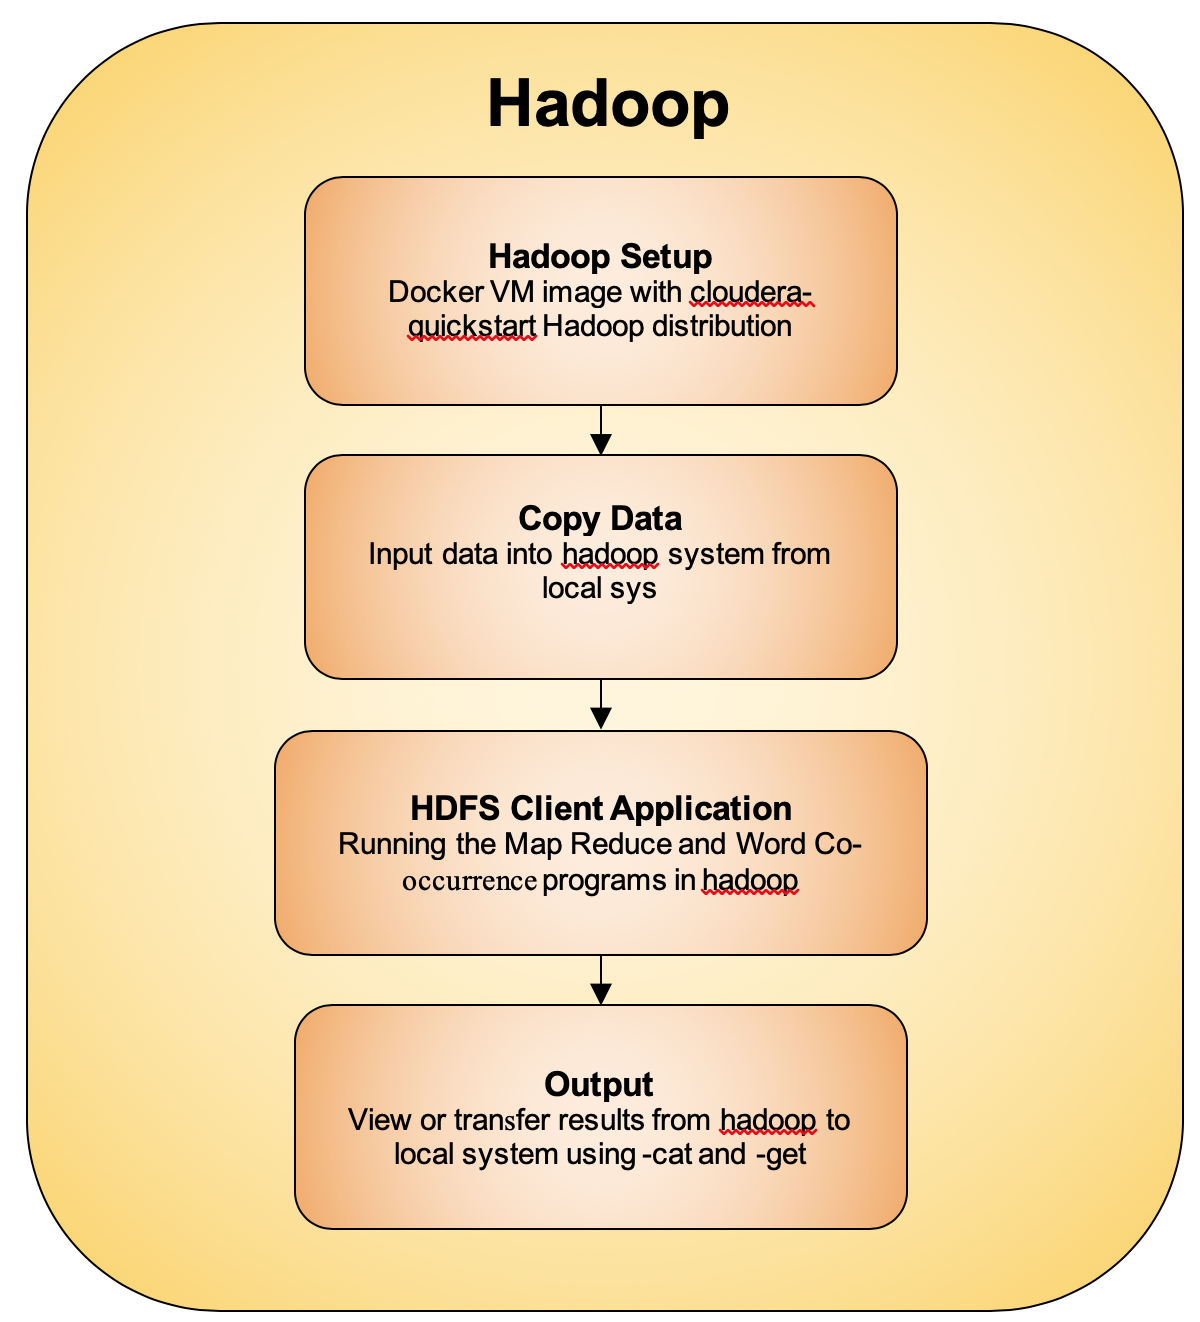 Hadoop
Hadoop Setup
Docker VM image with cloudera-
quickstart Hadoop distribution
Copy Data
Input data into hadoop system from
local sys
HDFS Client Application
Running the Map Reduce and Word Co-
occurrence programs in hadoop
Output
View or transfer results from hadoop to
local system using -cat and -get